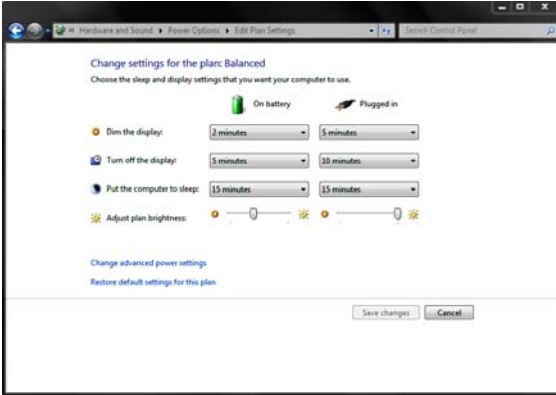 Hardware and Sound Power Options Edit Plan Settings Search Control Panel
Change settings for the plan: Balanced
Choose the sleep and display settings that you want your computer to use.
On battery Plugged in
Dim the display: 2 minutes 5 minutes
Turn off the display: 5 minutes 10 minutes
Put the computer to sleep: 15 minutes 15 minutes
Adjust plan brightness:
Change advanced power settings
Restore default settings for this plan
Save changes Cancel